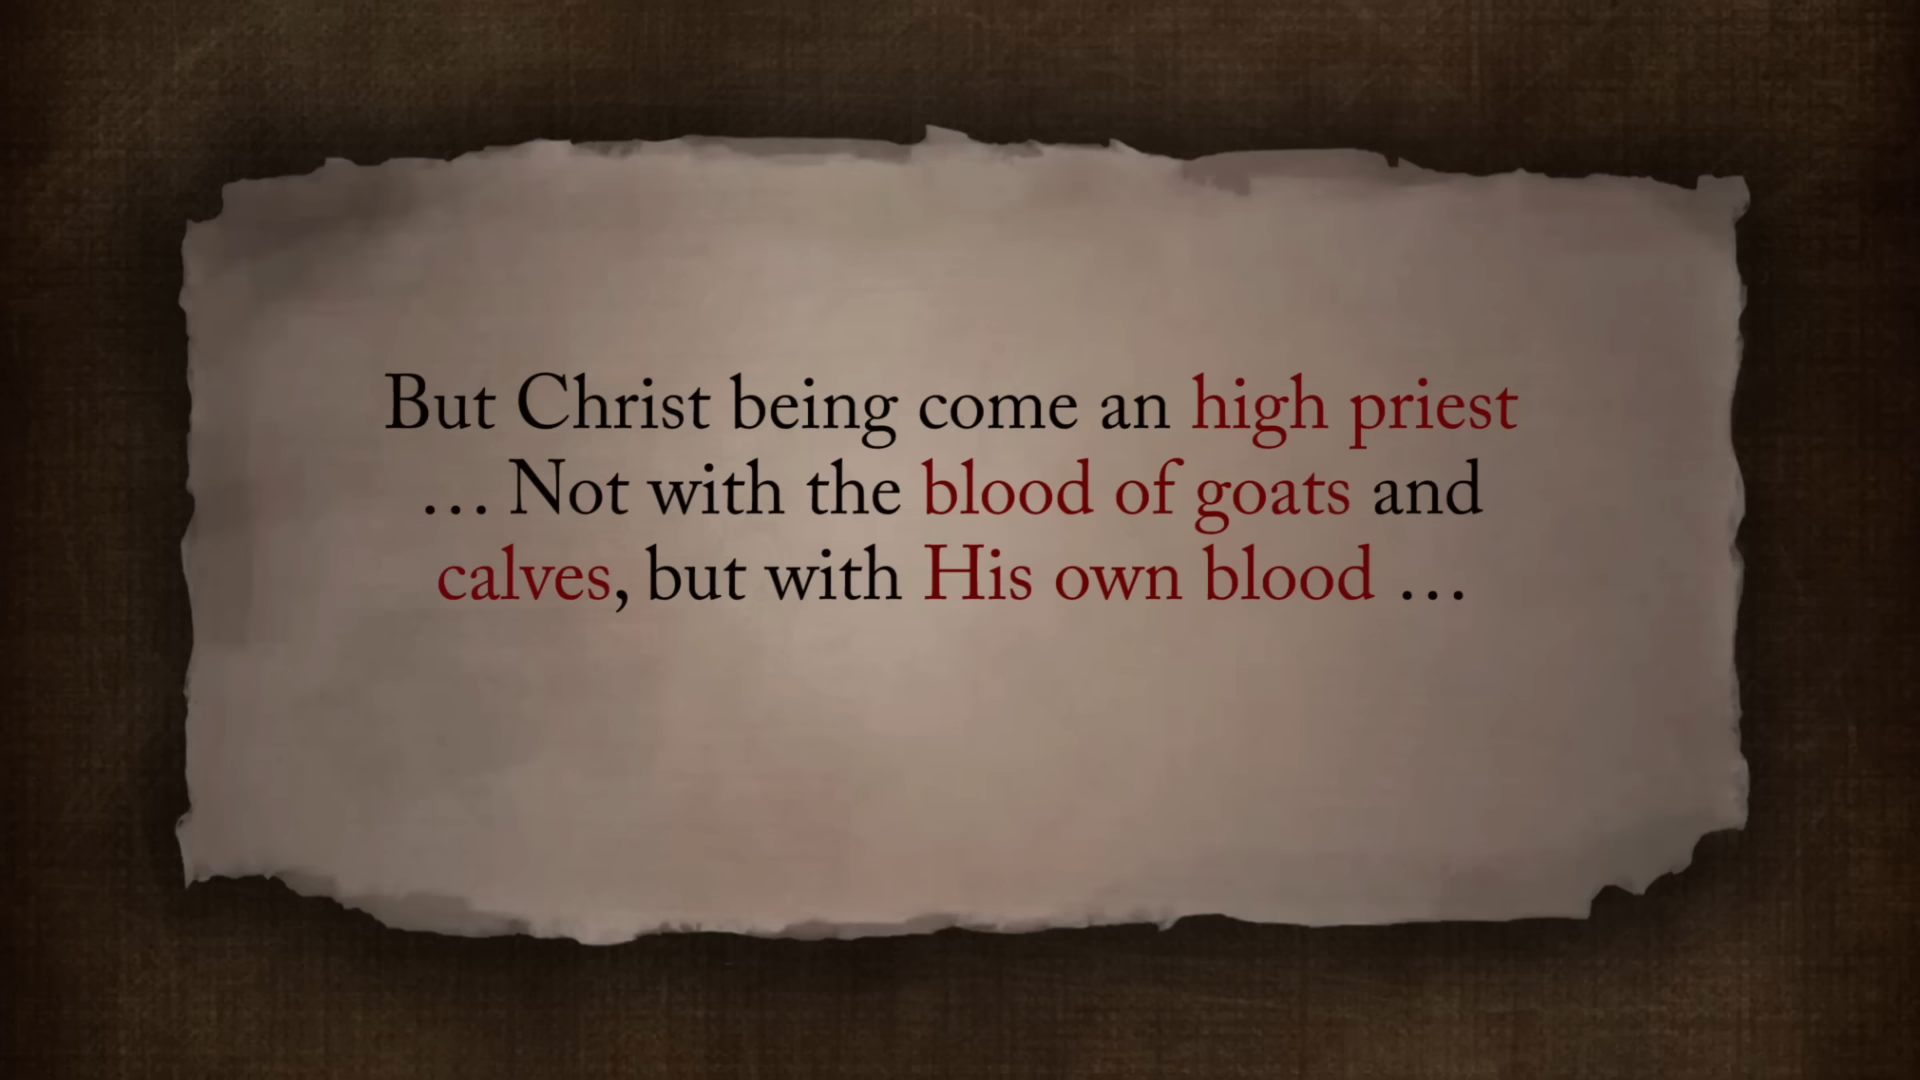 But Christ being come an high priest
… Not with the blood of goats and
calves, but with His own blood …